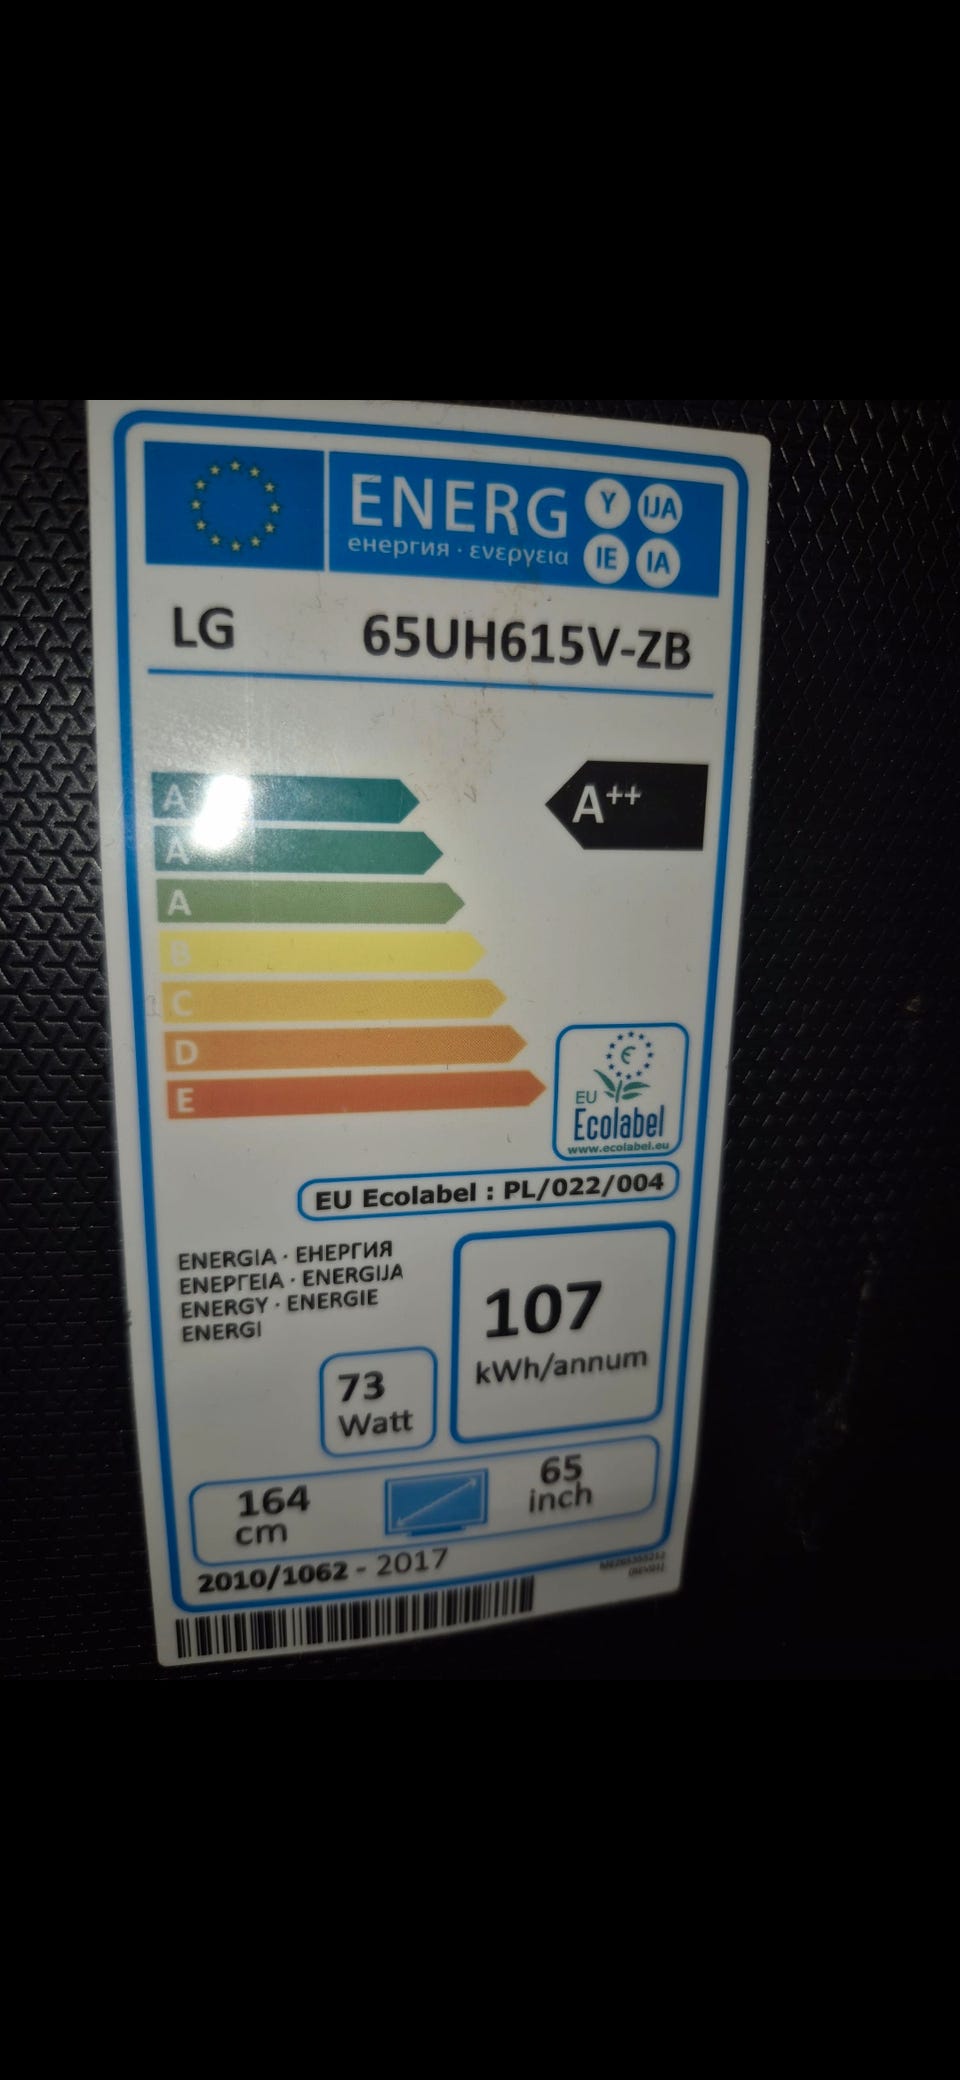 ENERG Y IJA
енергия · ενεργεια IE IA
LG 65UH615V-ZB
A++
A
A
A
B
C
D
E
EU
Ecolabel
www.ecolabel.eu
EU Ecolabel : PL/022/004
ENERGIA · ЕНЕРГИЯ
ΕΝΕΡΓΕΙΑ · ENERGIJA
ENERGY · ENERGIE
ENERGI
107
kWh/annum
73
Watt
164
cm
65
inch
2010/1062 - 2017